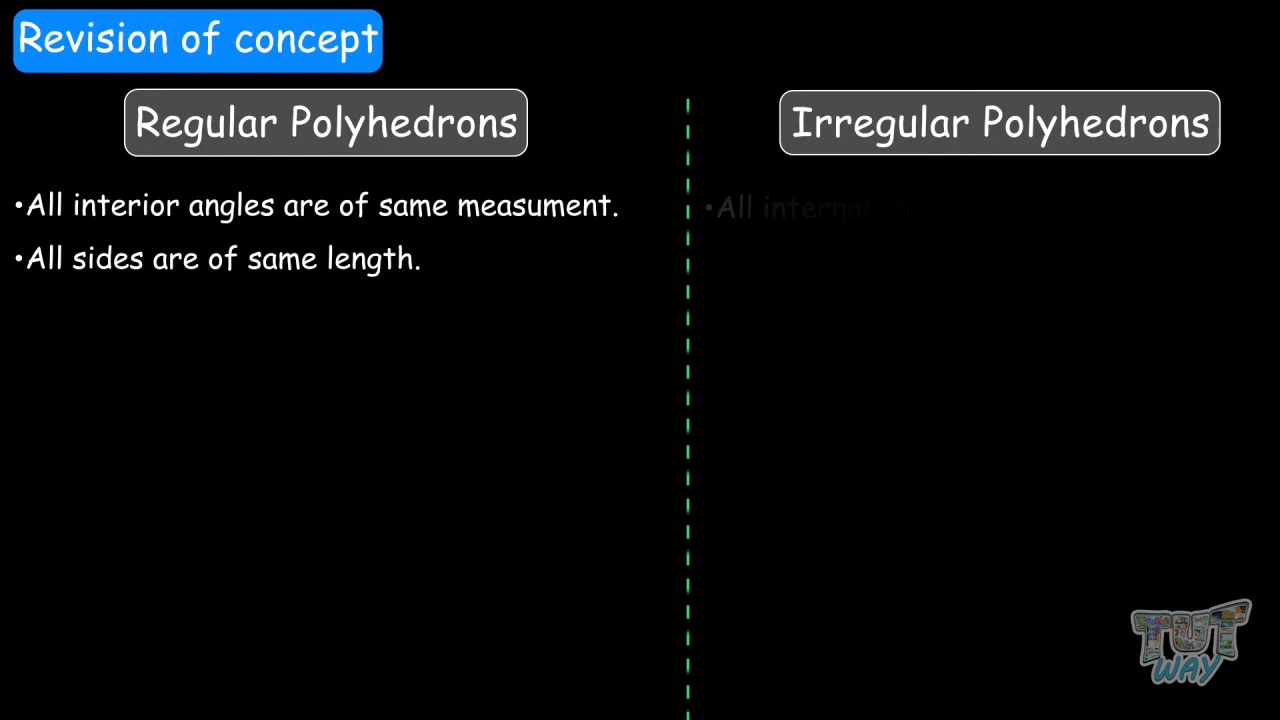 Revision of concept
Regular Polyhedrons
Irregular Polyhedrons
•All interior angles are of same measument.
•All internal
•All sides are of same length.
TUT
WAY